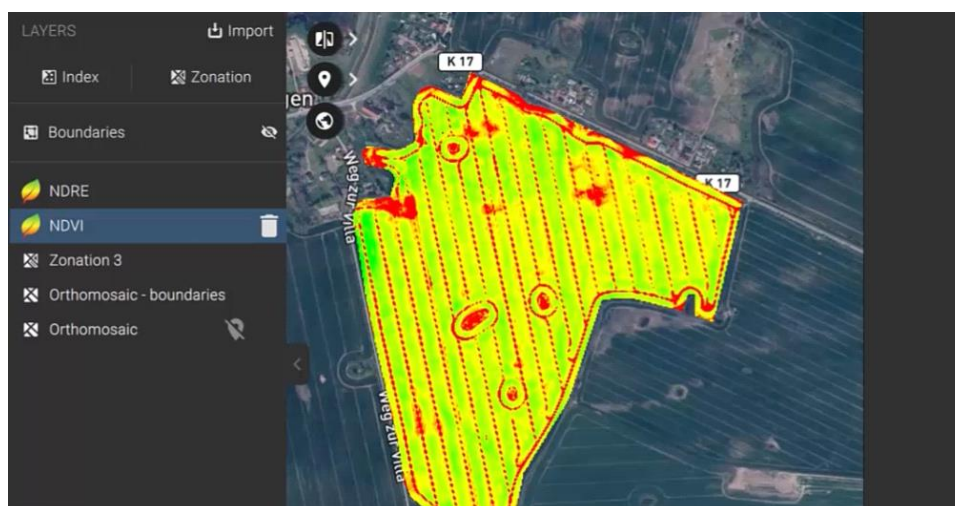 LAYERS
Import
Index
Zonation
Boundaries
NDRE
NDVI
Zonation 3
Orthomosaic - boundaries
Orthomosaic
K 17
gen
K 17
Weg zur Villa
Weg zur Villa